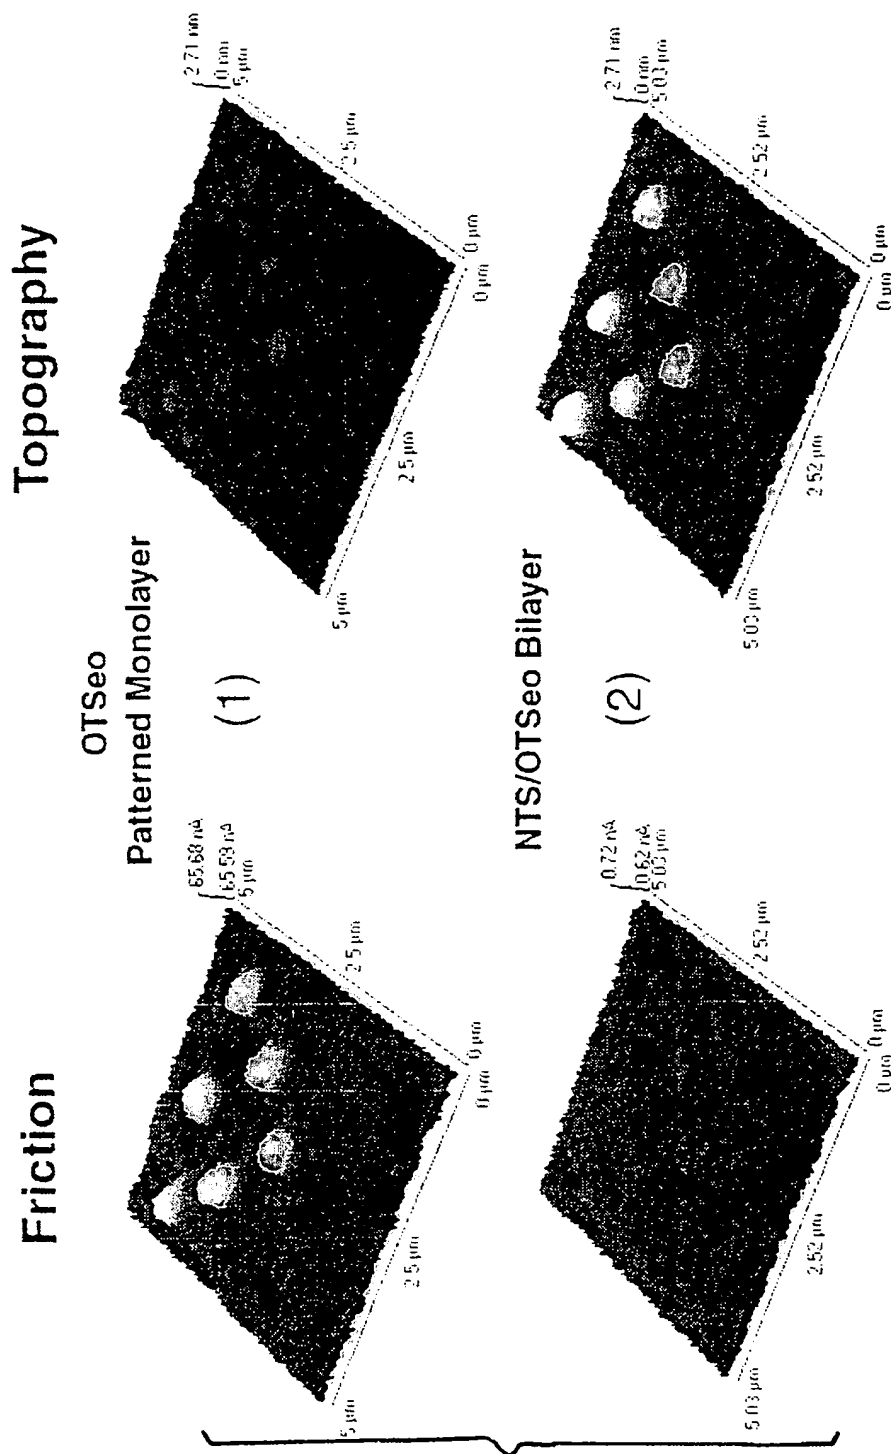 Friction
Topography
OTSeo
Patterned Monolayer
(1)
65.68 nA
nA
5 µm
2.5 µm
0 µm
0 µm
2.5 µm
5 µm
2.71 nm
0 nm
5 µm
2.5 µm
0 µm
0 µm
2.5 µm
5 µm
NTS/OTSeo Bilayer
(2)
0.72 nA
0.62 nA
5.03 µm
2.52 µm
0 µm
0 µm
2.52 µm
5.03 µm
2.71 nm
0 nm
5.03 µm
2.52 µm
0 µm
0 µm
2.52 µm
5.03 µm